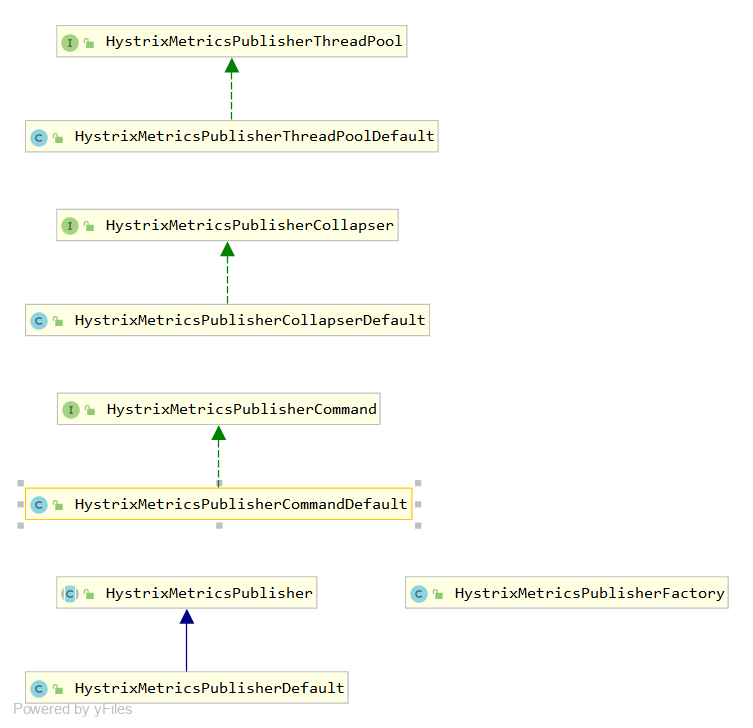 I HystrixMetricsPublisherThreadPool
C HystrixMetricsPublisherThreadPoolDefault
I HystrixMetricsPublisherCollapser
C HystrixMetricsPublisherCollapserDefault
I HystrixMetricsPublisherCommand
C HystrixMetricsPublisherCommandDefault
C HystrixMetricsPublisher
C HystrixMetricsPublisherFactory
C HystrixMetricsPublisherDefault
Powered by yFiles